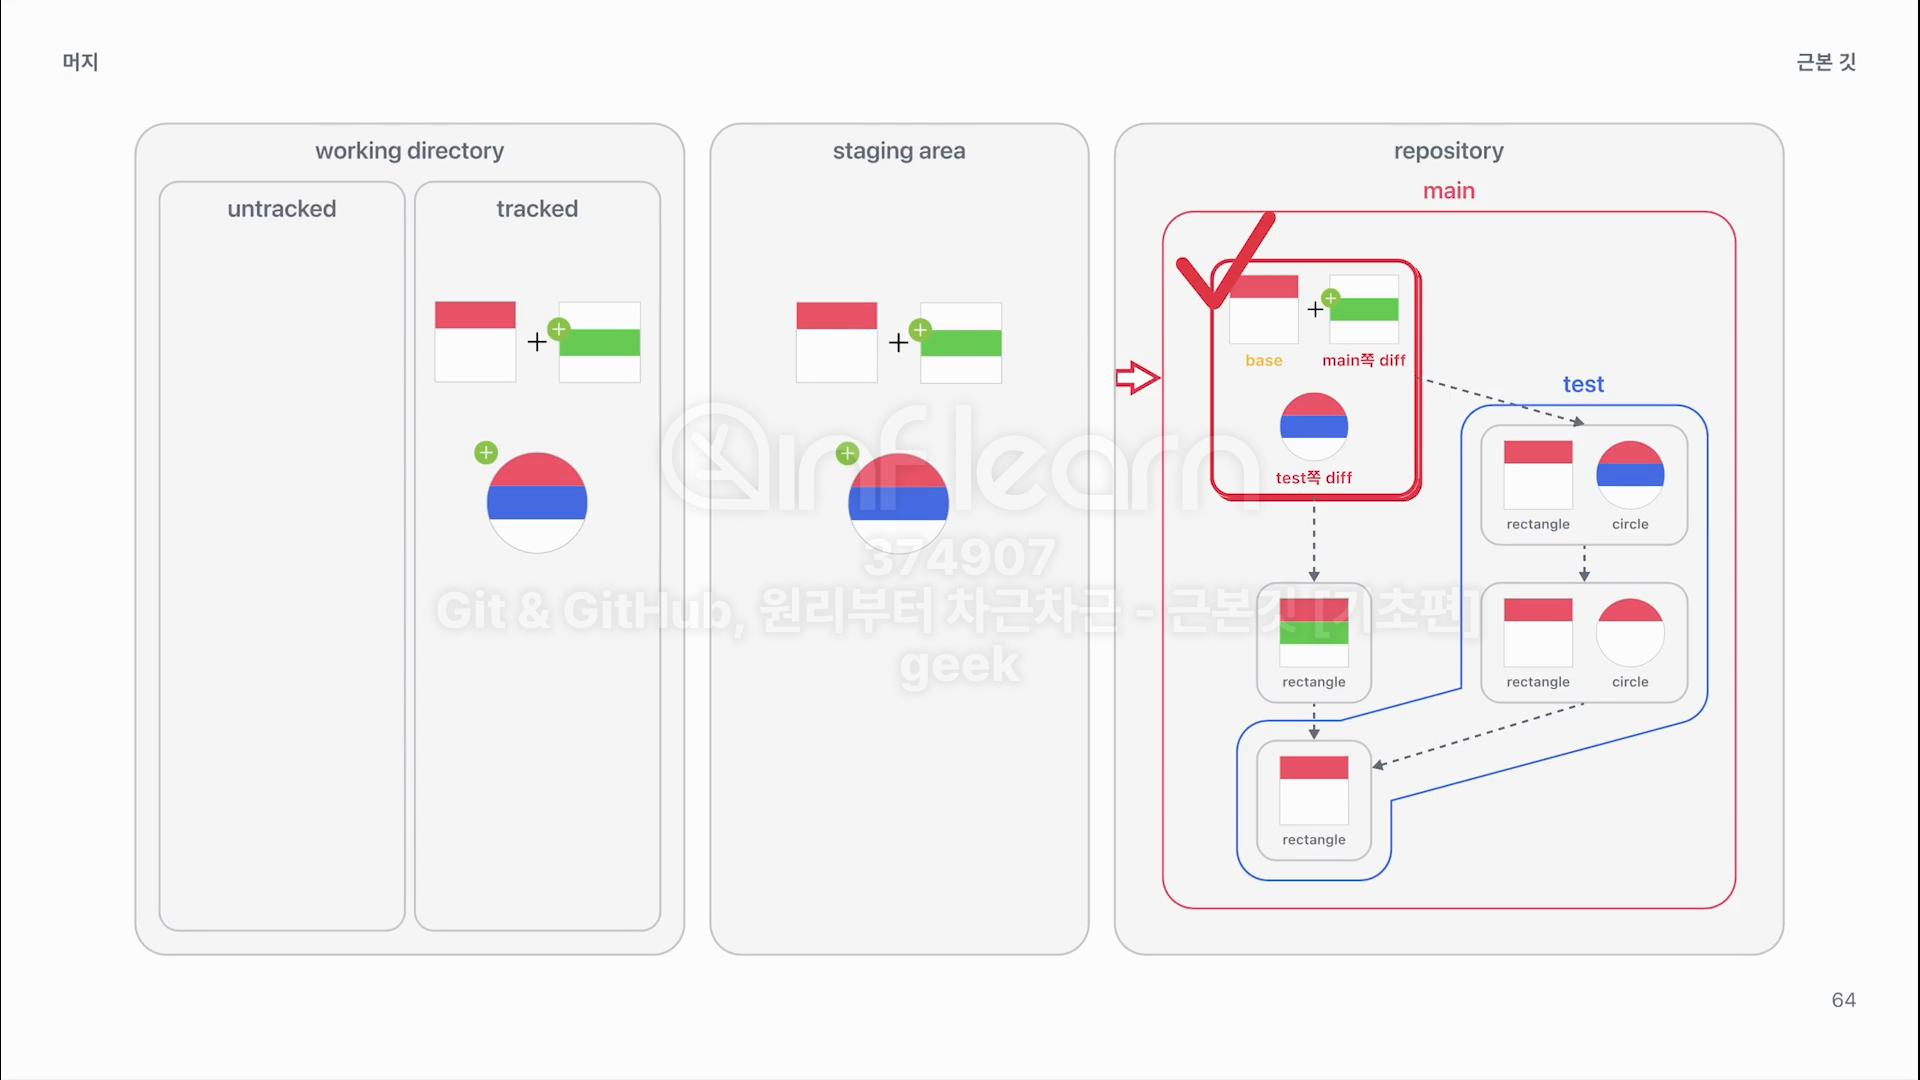 머지
근본 깃
working directory
untracked
tracked
staging area
repository
main
base
main쪽 diff
test쪽 diff
test
rectangle
circle
rectangle
rectangle
circle
rectangle
inflearn
374907
Git & GitHub, 원리부터 차근차근 - 근본깃 [기초편]
geek
64